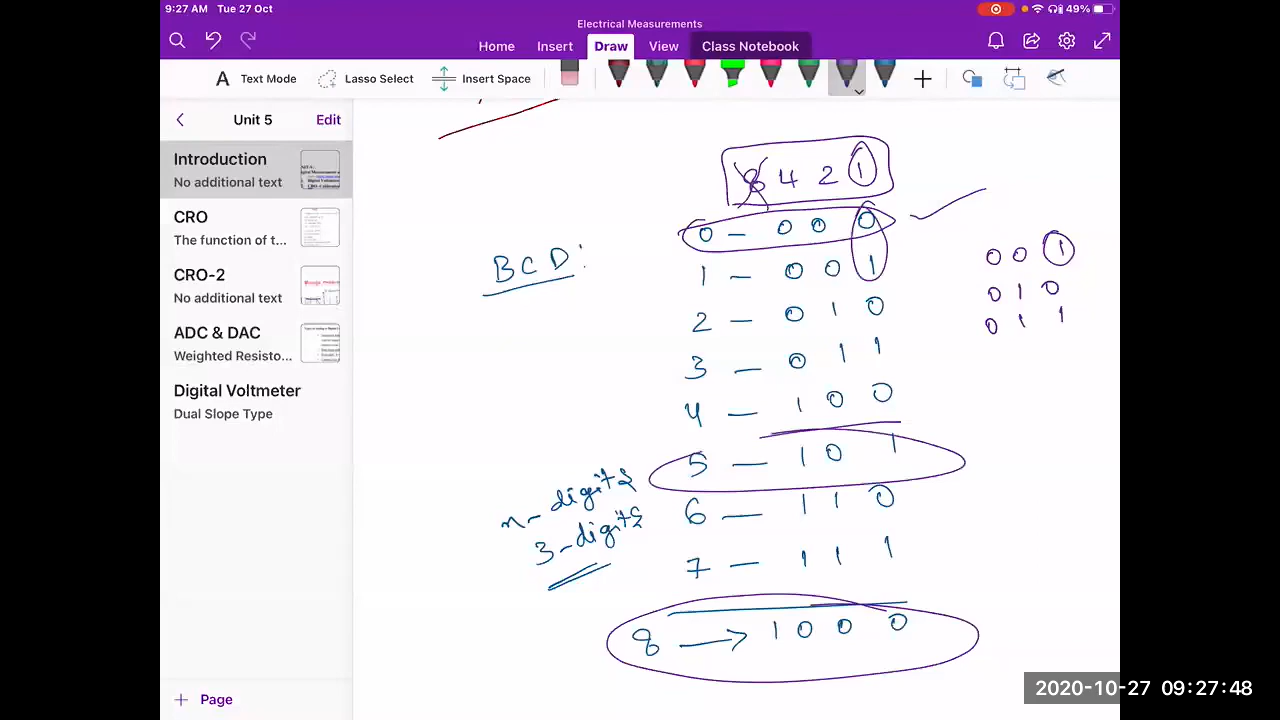 9:27 AM Tue 27 Oct
49%
Electrical Measurements
Home Insert Draw View Class Notebook
Text Mode Lasso Select Insert Space
Unit 5 Edit
Introduction
No additional text
CRO
The function of t...
CRO-2
No additional text
ADC & DAC
Weighted Resisto...
Digital Voltmeter
Dual Slope Type
+ Page
8 4 2 1
BCD:
0 - 0 0 0
1 - 0 0 1
2 - 0 1 0
3 - 0 1 1
4 - 1 0 0
5 - 1 0 1
6 - 1 1 0
7 - 1 1 1
8 → 1 0 0 0
0 0 1
0 1 0
0 1 1
n-digits
3-digits
2020-10-27 09:27:48